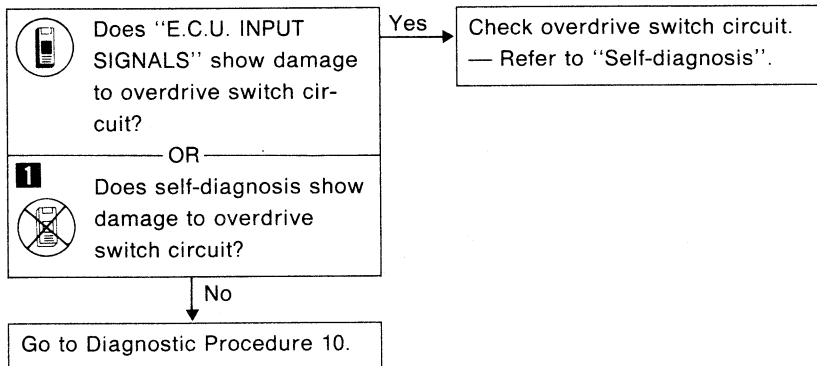 Does “E.C.U. INPUT
SIGNALS” show damage
to overdrive switch cir-
cuit?
Yes
Check overdrive switch circuit.
— Refer to “Self-diagnosis”.
OR
1
Does self-diagnosis show
damage to overdrive
switch circuit?
No
Go to Diagnostic Procedure 10.